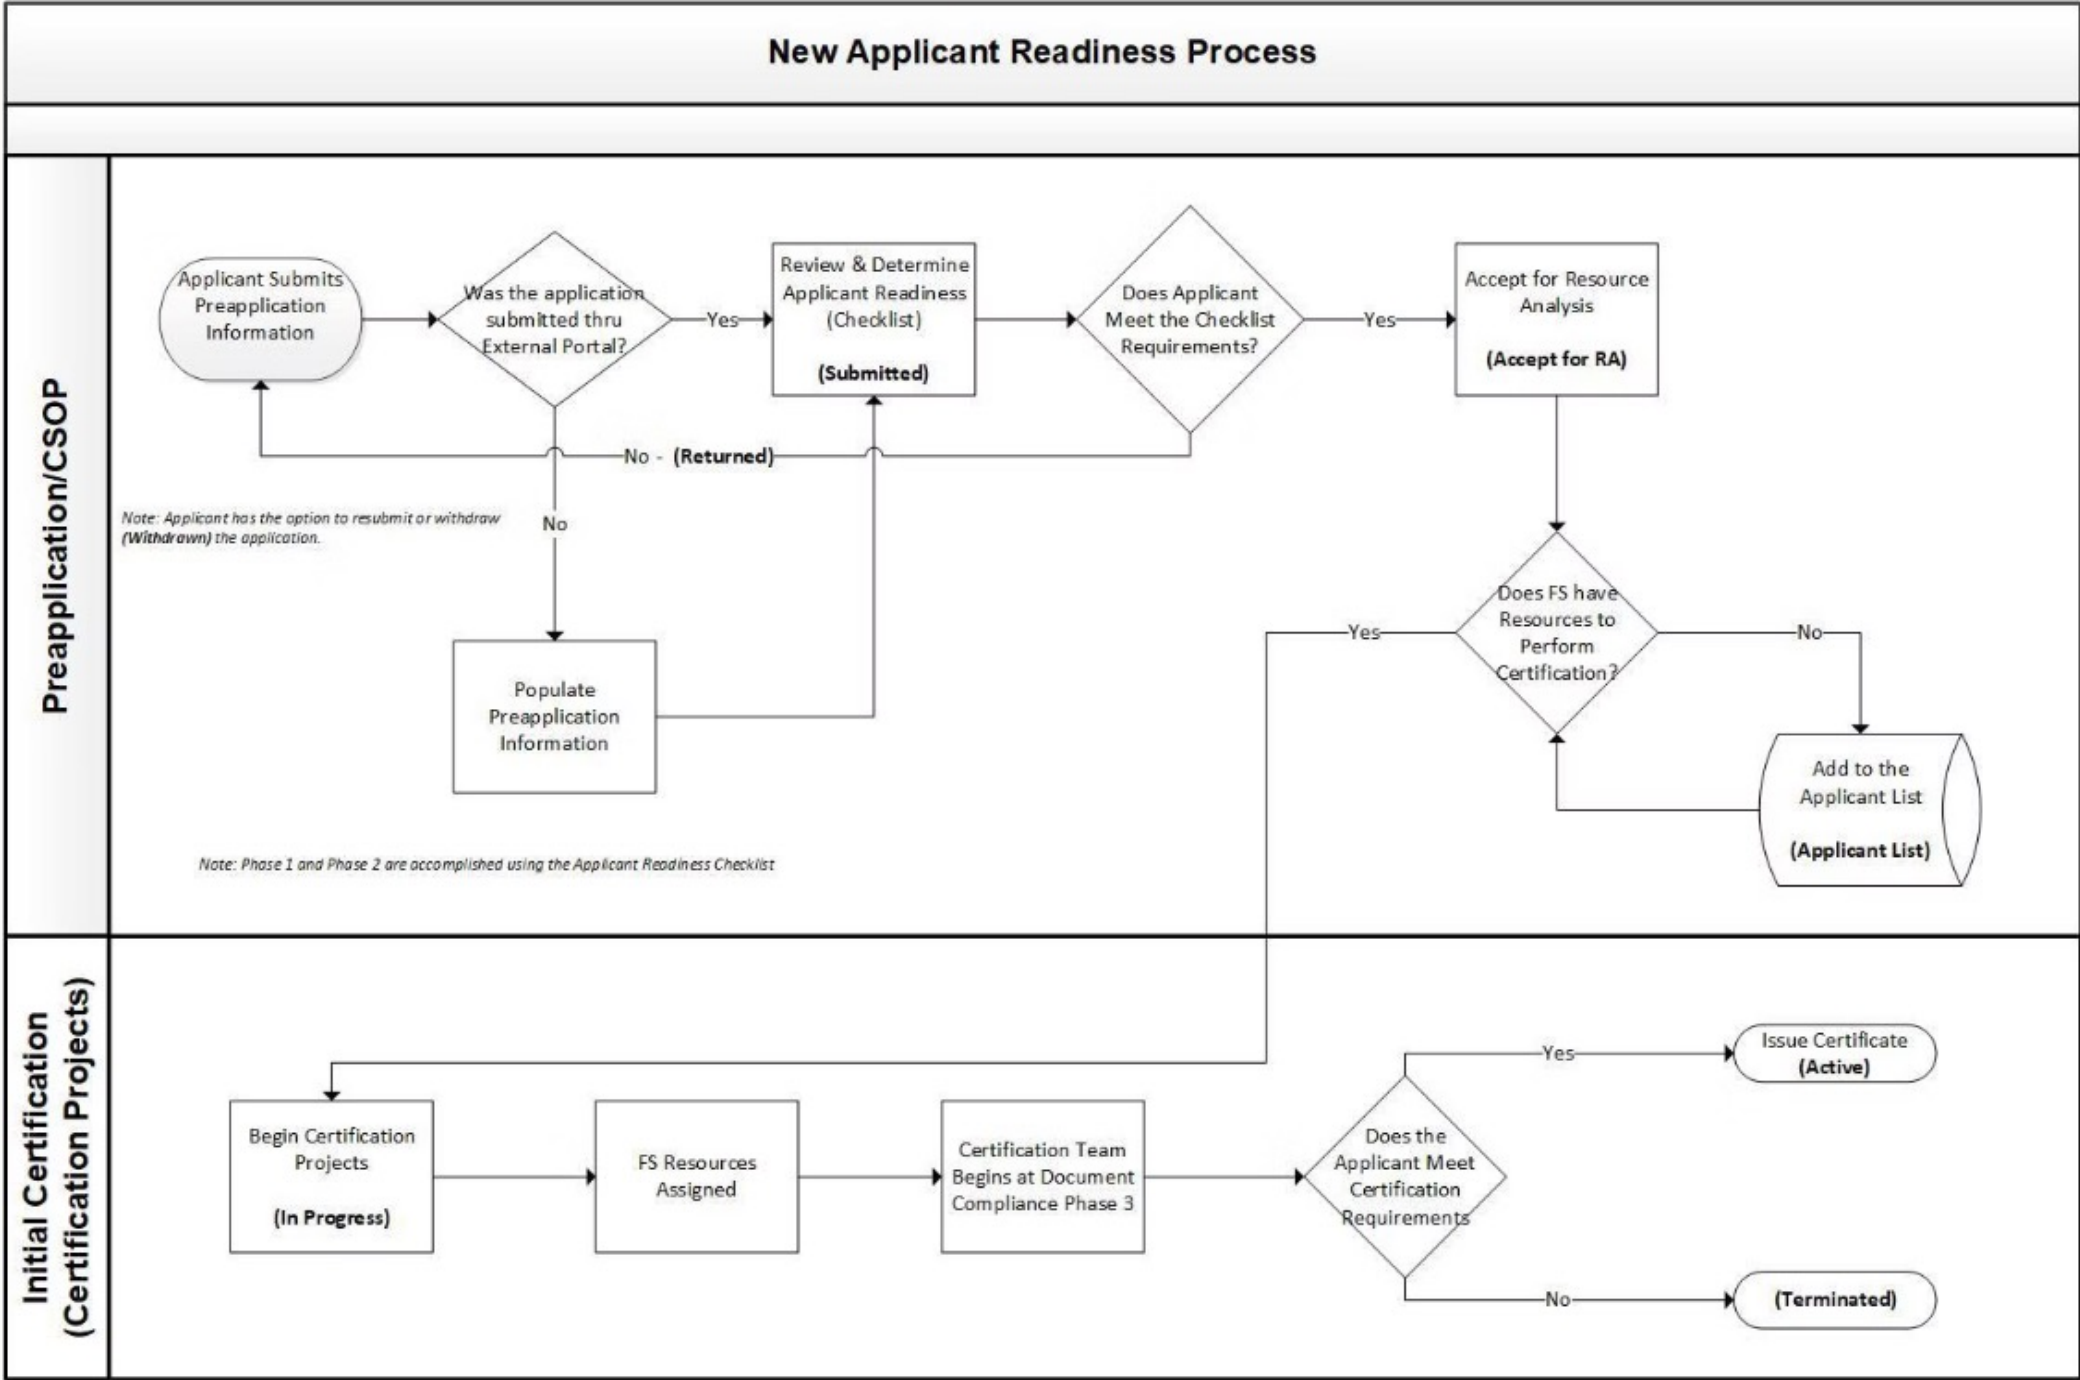 New Applicant Readiness Process
Preapplication/CSOP
Applicant Submits
Preapplication
Information
Was the application
submitted thru
External Portal?
Yes
Review & Determine
Applicant Readiness
(Checklist)
(Submitted)
Does Applicant
Meet the Checklist
Requirements?
Yes
Accept for Resource
Analysis
(Accept for RA)
No - (Returned)
Note: Applicant has the option to resubmit or withdraw
(Withdrawn) the application.
No
Populate
Preapplication
Information
Does FS have
Resources to
Perform
Certification?
Yes
No
Add to the
Applicant List
(Applicant List)
Note: Phase 1 and Phase 2 are accomplished using the Applicant Readiness Checklist
Initial Certification
(Certification Projects)
Begin Certification
Projects
(In Progress)
FS Resources
Assigned
Certification Team
Begins at Document
Compliance Phase 3
Does the
Applicant Meet
Certification
Requirements
Yes
Issue Certificate
(Active)
No
(Terminated)